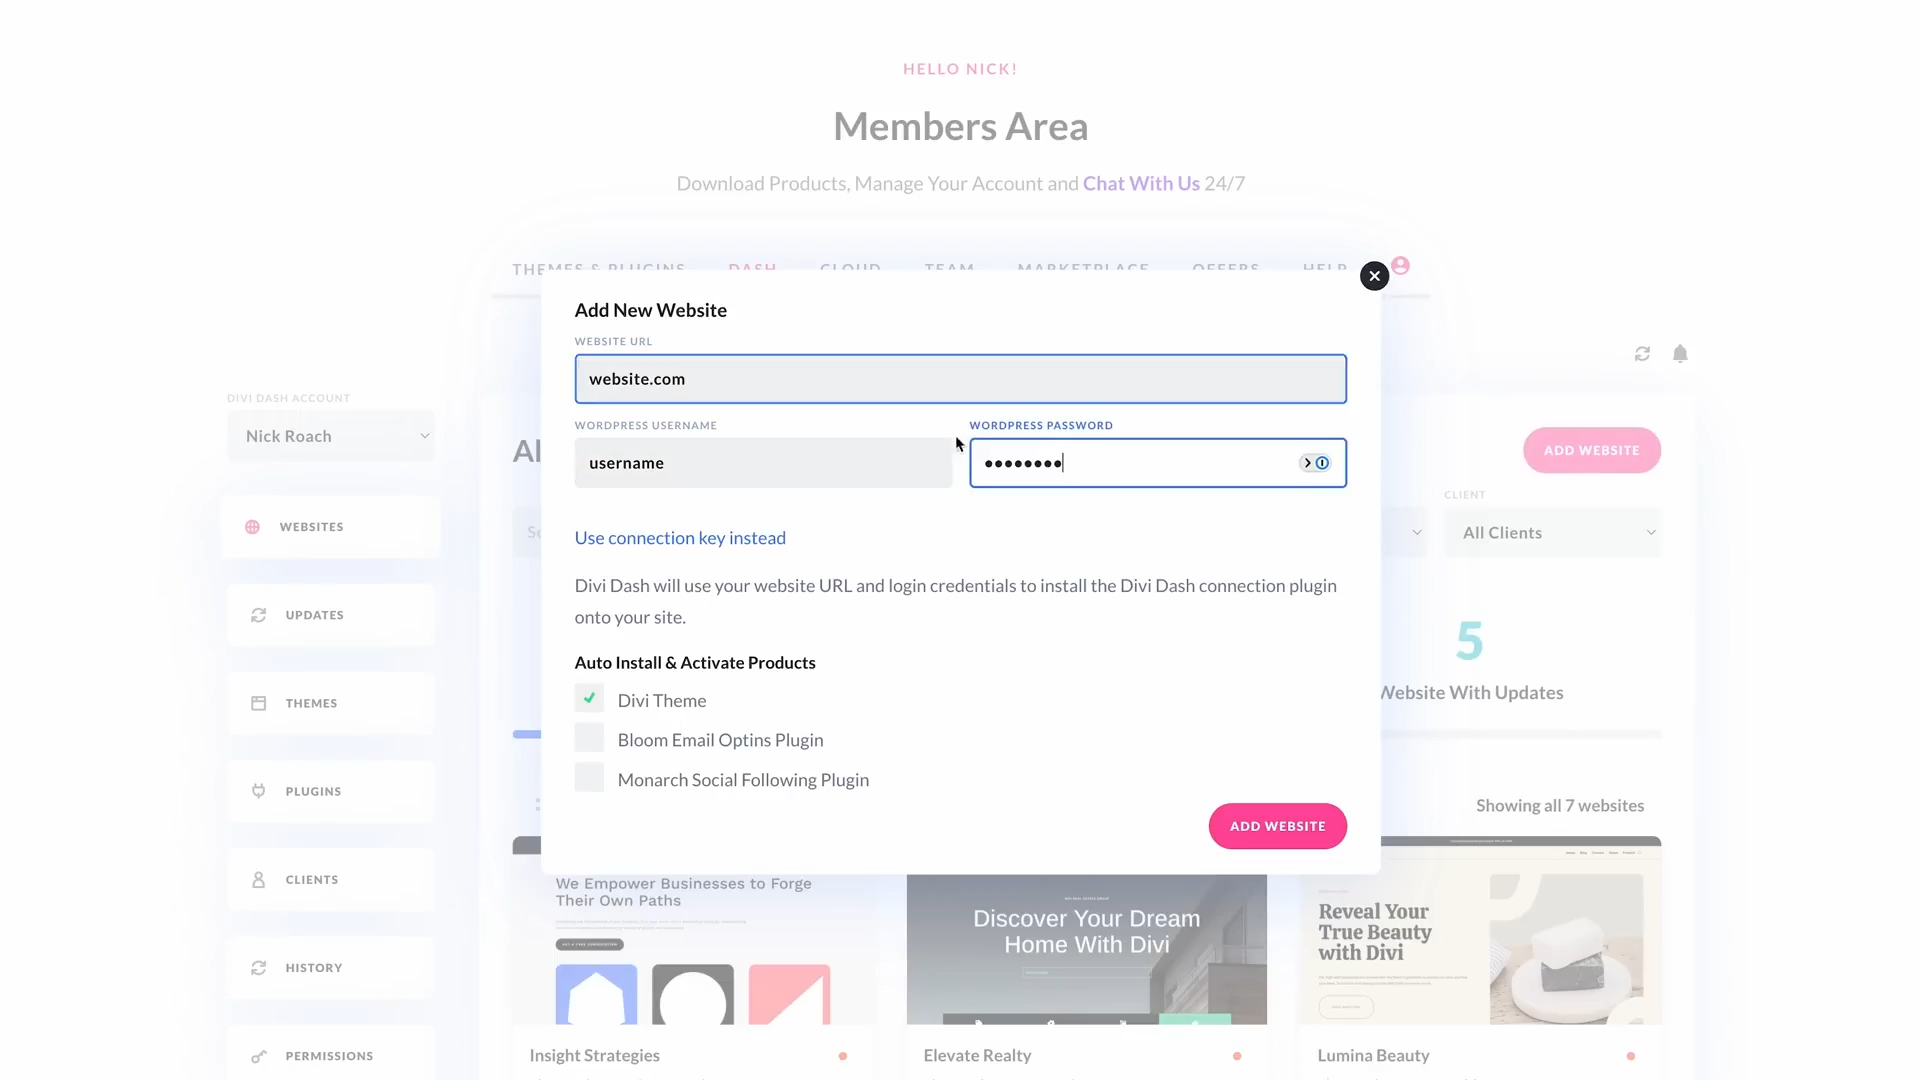 HELLO NICK!
Members Area
Download Products, Manage Your Account and Chat With Us 24/7
THEMES & PLUGINS DASH CLOUD TEAM MARKETPLACE OFFERS HELP
Add New Website
WEBSITE URL
website.com
DIVI DASH ACCOUNT
Nick Roach
WORDPRESS USERNAME
WORDPRESS PASSWORD
username
••••••••
ADD WEBSITE
CLIENT
All Clients
WEBSITES
UPDATES
THEMES
PLUGINS
CLIENTS
HISTORY
PERMISSIONS
Use connection key instead
Divi Dash will use your website URL and login credentials to install the Divi Dash connection plugin
onto your site.
Auto Install & Activate Products
Divi Theme
Bloom Email Optins Plugin
Monarch Social Following Plugin
ADD WEBSITE
5
Website With Updates
Showing all 7 websites
We Empower Businesses to Forge
Their Own Paths
Discover Your Dream
Home With Divi
Reveal Your
True Beauty
with Divi
Insight Strategies
Elevate Realty
Lumina Beauty